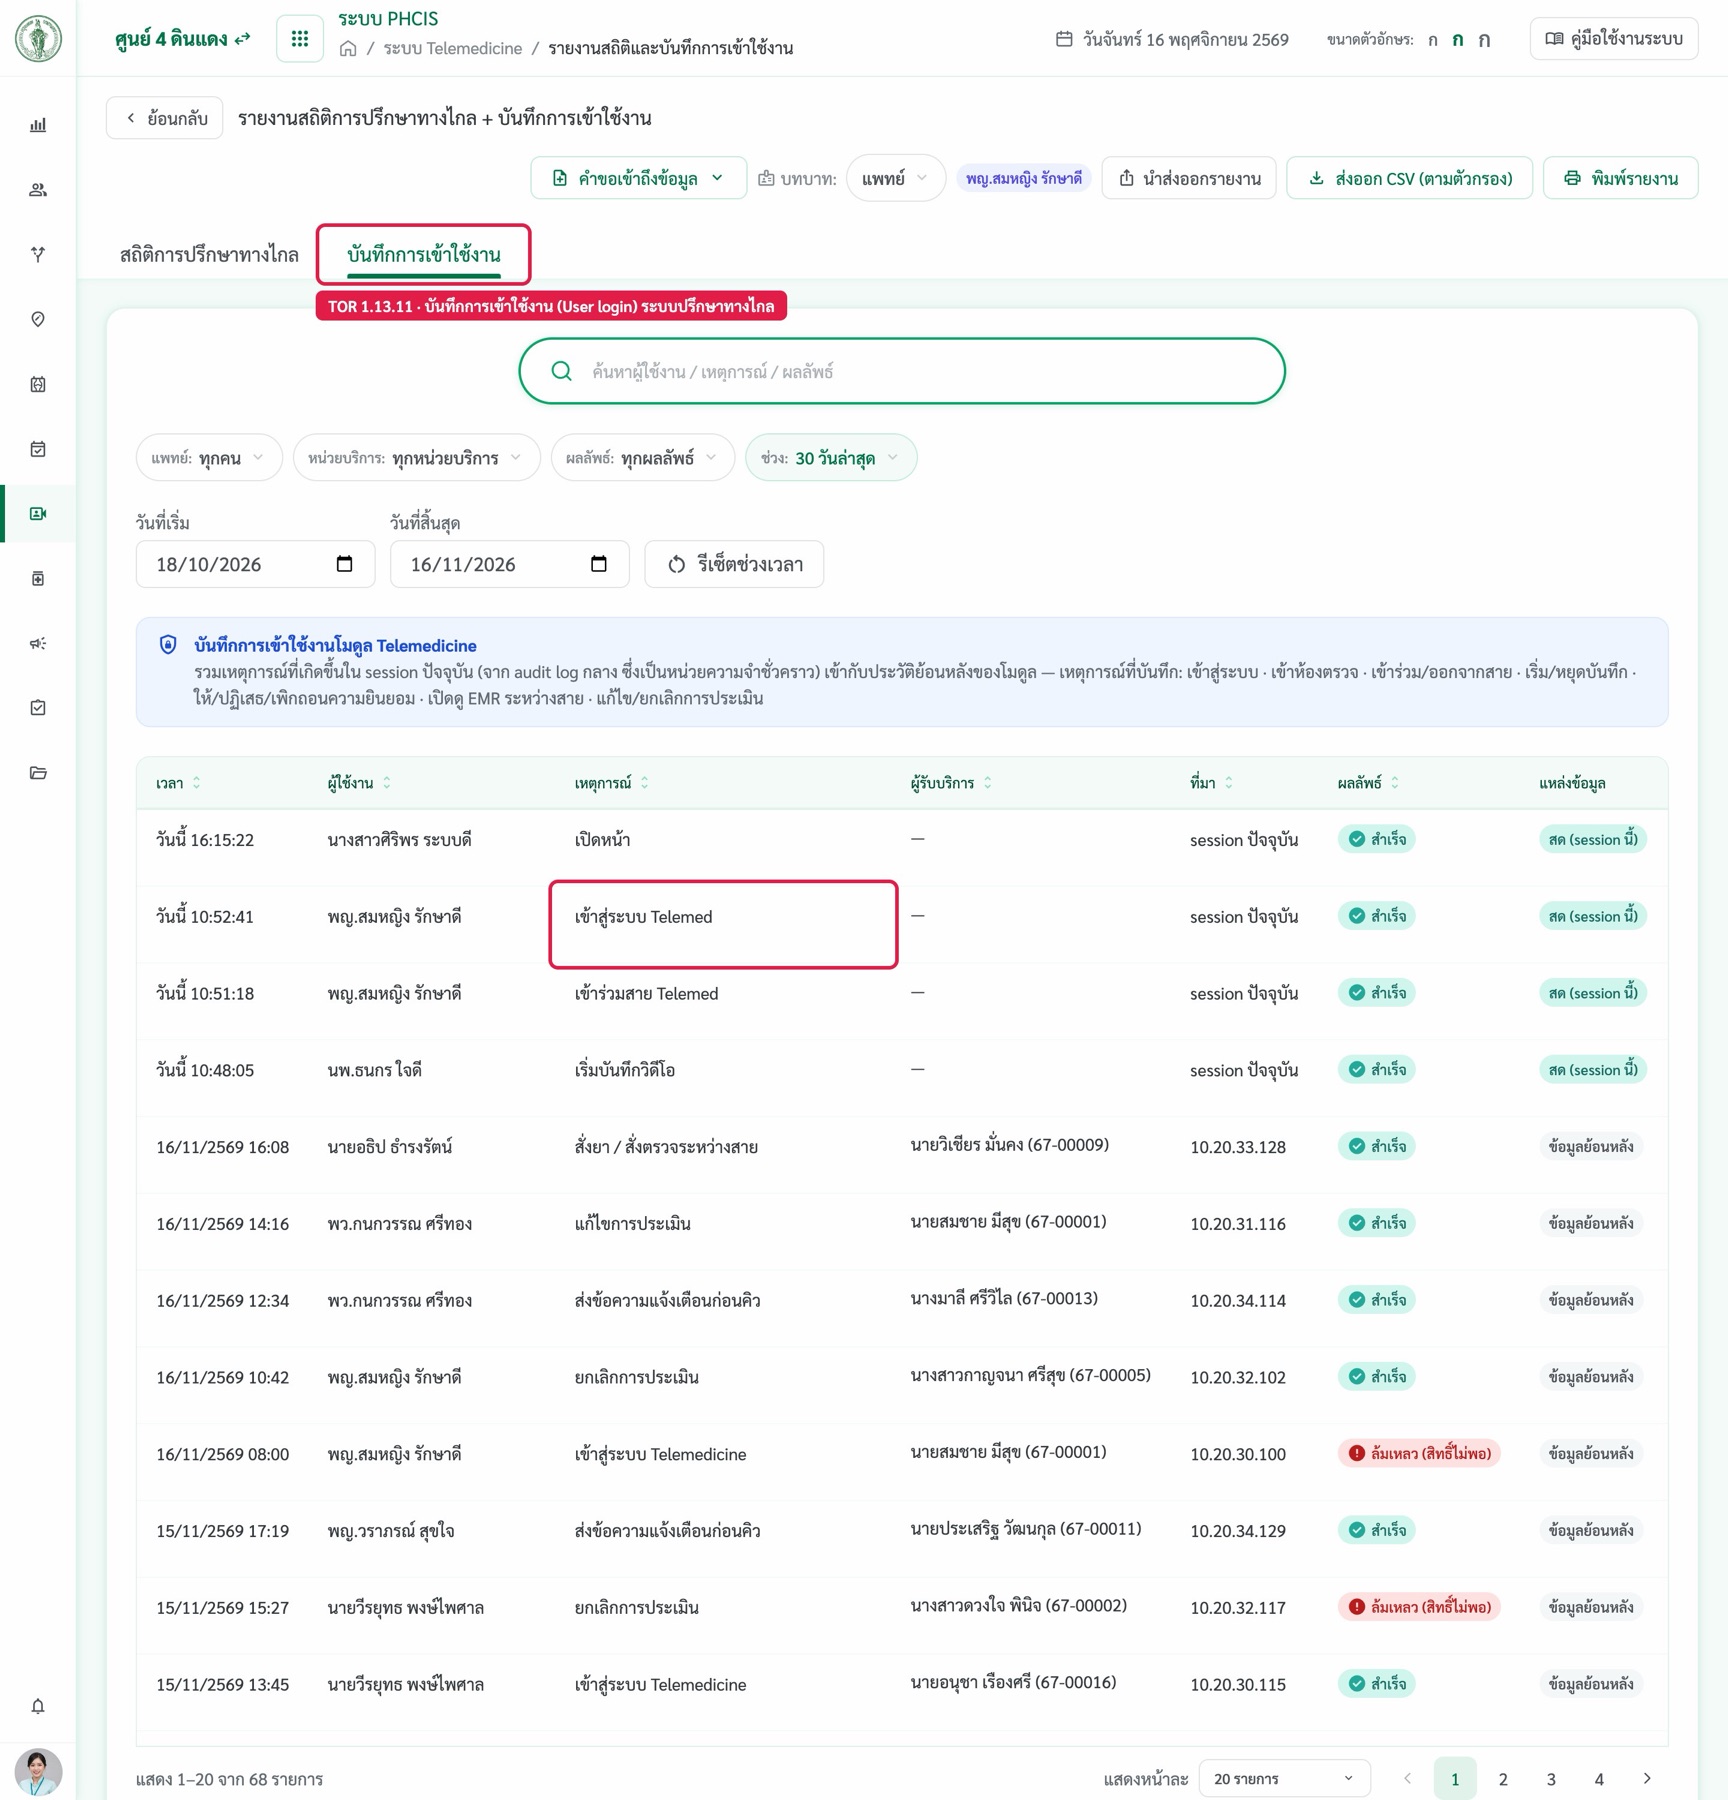 ศูนย์ 4 ดินแดง
ระบบ PHCIS
/ ระบบ Telemedicine / รายงานสถิติและบันทึกการเข้าใช้งาน
วันจันทร์ 16 พฤศจิกายน 2569
ขนาดตัวอักษร: ก ก ก
คู่มือใช้งานระบบ
ย้อนกลับ
รายงานสถิติการปรึกษาทางไกล + บันทึกการเข้าใช้งาน
คำขอเข้าถึงข้อมูล
บทบาท: แพทย์
พญ.สมหญิง รักษาดี
นำส่งออกรายงาน
ส่งออก CSV (ตามตัวกรอง)
พิมพ์รายงาน
สถิติการปรึกษาทางไกล
บันทึกการเข้าใช้งาน
TOR 1.13.11 · บันทึกการเข้าใช้งาน (User login) ระบบปรึกษาทางไกล
ค้นหาผู้ใช้งาน / เหตุการณ์ / ผลลัพธ์
แพทย์: ทุกคน
หน่วยบริการ: ทุกหน่วยบริการ
ผลลัพธ์: ทุกผลลัพธ์
ช่วง: 30 วันล่าสุด
วันที่เริ่ม
วันที่สิ้นสุด
18/10/2026
16/11/2026
รีเซ็ตช่วงเวลา
บันทึกการเข้าใช้งานโมดูล Telemedicine
รวมเหตุการณ์ที่เกิดขึ้นใน session ปัจจุบัน (จาก audit log กลาง ซึ่งเป็นหน่วยความจำชั่วคราว) เข้ากับประวัติย้อนหลังของโมดูล — เหตุการณ์ที่บันทึก: เข้าสู่ระบบ · เข้าห้องตรวจ · เข้าร่วม/ออกจากสาย · เริ่ม/หยุดบันทึก ·
ให้/ปฏิเสธ/เพิกถอนความยินยอม · เปิดดู EMR ระหว่างสาย · แก้ไข/ยกเลิกการประเมิน
เวลา ผู้ใช้งาน เหตุการณ์ ผู้รับบริการ ที่มา ผลลัพธ์ แหล่งข้อมูล
วันนี้ 16:15:22 นางสาวศิริพร ระบบดี เปิดหน้า — session ปัจจุบัน สำเร็จ สด (session นี้)
วันนี้ 10:52:41 พญ.สมหญิง รักษาดี เข้าสู่ระบบ Telemed — session ปัจจุบัน สำเร็จ สด (session นี้)
วันนี้ 10:51:18 พญ.สมหญิง รักษาดี เข้าร่วมสาย Telemed — session ปัจจุบัน สำเร็จ สด (session นี้)
วันนี้ 10:48:05 นพ.ธนกร ใจดี เริ่มบันทึกวิดีโอ — session ปัจจุบัน สำเร็จ สด (session นี้)
16/11/2569 16:08 นายอธิป ธำรงรัตน์ สั่งยา / สั่งตรวจระหว่างสาย นายวิเชียร มั่นคง (67-00009) 10.20.33.128 สำเร็จ ข้อมูลย้อนหลัง
16/11/2569 14:16 พว.กนกวรรณ ศรีทอง แก้ไขการประเมิน นายสมชาย มีสุข (67-00001) 10.20.31.116 สำเร็จ ข้อมูลย้อนหลัง
16/11/2569 12:34 พว.กนกวรรณ ศรีทอง ส่งข้อความแจ้งเตือนก่อนคิว นางมาลี ศรีวิไล (67-00013) 10.20.34.114 สำเร็จ ข้อมูลย้อนหลัง
16/11/2569 10:42 พญ.สมหญิง รักษาดี ยกเลิกการประเมิน นางสาวกาญจนา ศรีสุข (67-00005) 10.20.32.102 สำเร็จ ข้อมูลย้อนหลัง
16/11/2569 08:00 พญ.สมหญิง รักษาดี เข้าสู่ระบบ Telemedicine นายสมชาย มีสุข (67-00001) 10.20.30.100 ล้มเหลว (สิทธิ์ไม่พอ) ข้อมูลย้อนหลัง
15/11/2569 17:19 พญ.วราภรณ์ สุขใจ ส่งข้อความแจ้งเตือนก่อนคิว นายประเสริฐ วัฒนกุล (67-00011) 10.20.34.129 สำเร็จ ข้อมูลย้อนหลัง
15/11/2569 15:27 นายวีรยุทธ พงษ์ไพศาล ยกเลิกการประเมิน นางสาวดวงใจ พินิจ (67-00002) 10.20.32.117 ล้มเหลว (สิทธิ์ไม่พอ) ข้อมูลย้อนหลัง
15/11/2569 13:45 นายวีรยุทธ พงษ์ไพศาล เข้าสู่ระบบ Telemedicine นายอนุชา เรืองศรี (67-00016) 10.20.30.115 สำเร็จ ข้อมูลย้อนหลัง
แสดง 1–20 จาก 68 รายการ
แสดงหน้าละ 20 รายการ
1 2 3 4